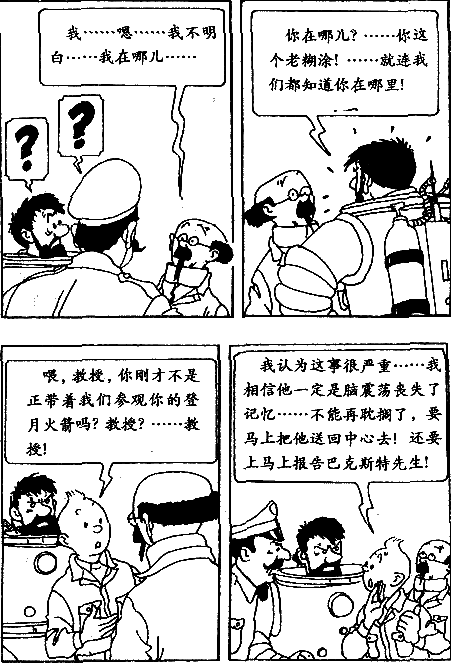 ？
？
我……嗯……我不明
白……我在哪儿……
你在哪儿？……你这
个老糊涂！……就连我
们都知道你在哪里！
喂，教授，你刚才不是
正带着我们参观你的登
月火箭吗？教授？……教
授！
我认为这事很严重……我
相信他一定是脑震荡丧失了
记忆……不能再耽搁了，要
马上把他送回中心去！还要
上马上报告巴克斯特先生！